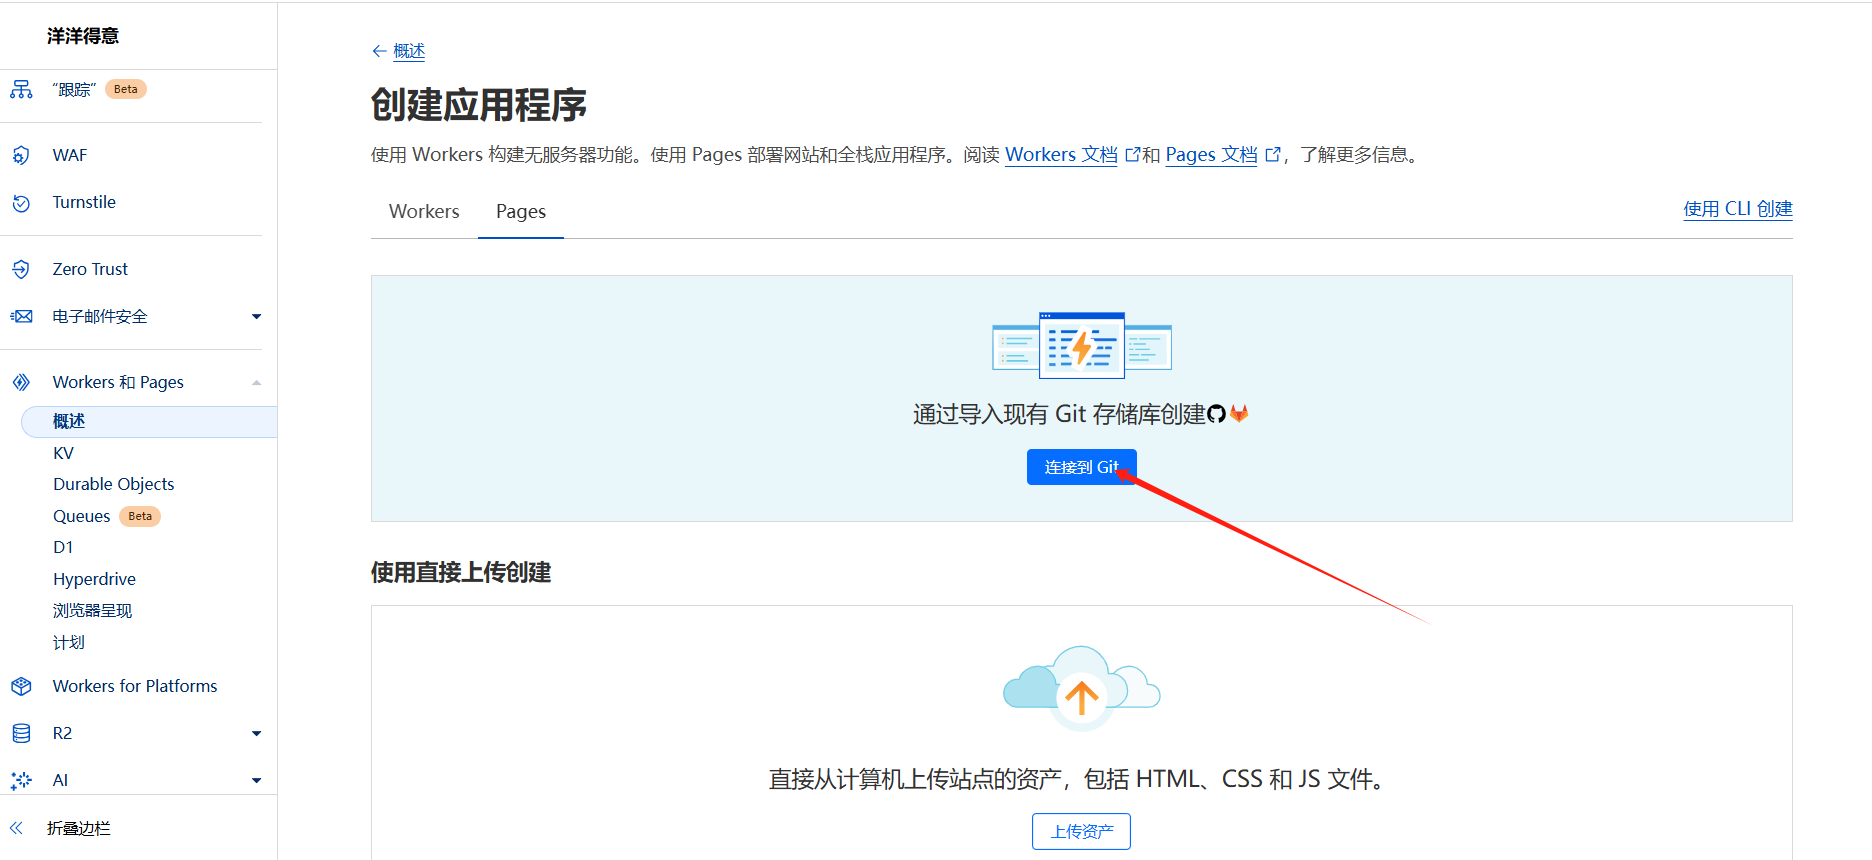 洋洋得意
“跟踪” Beta
WAF
Turnstile
Zero Trust
电子邮件安全
Workers 和 Pages
概述
KV
Durable Objects
Queues Beta
D1
Hyperdrive
浏览器呈现
计划
Workers for Platforms
R2
AI
折叠边栏
概述
创建应用程序
使用 Workers 构建无服务器功能。使用 Pages 部署网站和全栈应用程序。阅读 Workers 文档 和 Pages 文档 ，了解更多信息。
Workers Pages 使用 CLI 创建
通过导入现有 Git 存储库创建
连接到 Git
使用直接上传创建
直接从计算机上传站点的资产，包括 HTML、CSS 和 JS 文件。
上传资产